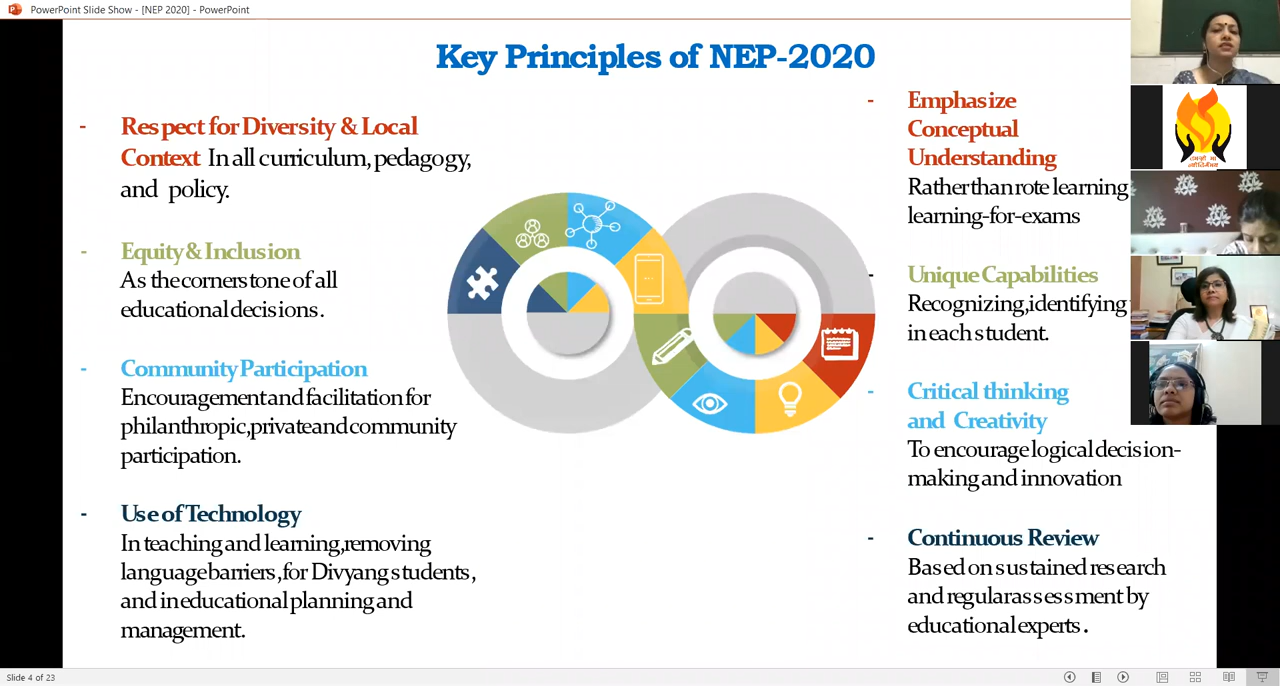 PowerPoint Slide Show - [NEP 2020] - PowerPoint
Key Principles of NEP-2020
- Respect for Diversity & Local
Context In all curriculum, pedagogy,
and policy.
- Equity & Inclusion
As the cornerstone of all
educational decisions.
- Community Participation
Encouragement and facilitation for
philanthropic, private and community
participation.
- Use of Technology
In teaching and learning, removing
language barriers, for Divyang students,
and in educational planning and
management.
- Emphasize
Conceptual
Understanding
Rather than rote learning
learning-for-exams
- Unique Capabilities
Recognizing, identifying
in each student.
- Critical thinking
and Creativity
To encourage logical decision-
making and innovation
- Continuous Review
Based on sustained research
and regular assessment by
educational experts.
तमसो मा
ज्योतिर्गमय
Slide 4 of 23